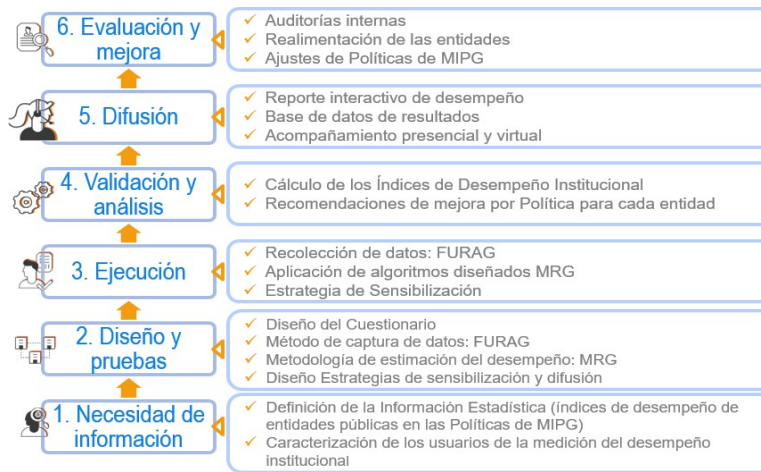 6. Evaluación y
mejora
✓ Auditorías internas
✓ Realimentación de las entidades
✓ Ajustes de Políticas de MIPG
5. Difusión
✓ Reporte interactivo de desempeño
✓ Base de datos de resultados
✓ Acompañamiento presencial y virtual
4. Validación y
análisis
✓ Cálculo de los Índices de Desempeño Institucional
✓ Recomendaciones de mejora por Política para cada entidad
3. Ejecución
✓ Recolección de datos: FURAG
✓ Aplicación de algoritmos diseñados MRG
✓ Estrategia de Sensibilización
2. Diseño y
pruebas
✓ Diseño del Cuestionario
✓ Método de captura de datos: FURAG
✓ Metodología de estimación del desempeño: MRG
✓ Diseño Estrategias de sensibilización y difusión
1. Necesidad de
información
✓ Definición de la Información Estadística (índices de desempeño de
entidades públicas en las Políticas de MIPG)
✓ Caracterización de los usuarios de la medición del desempeño
institucional